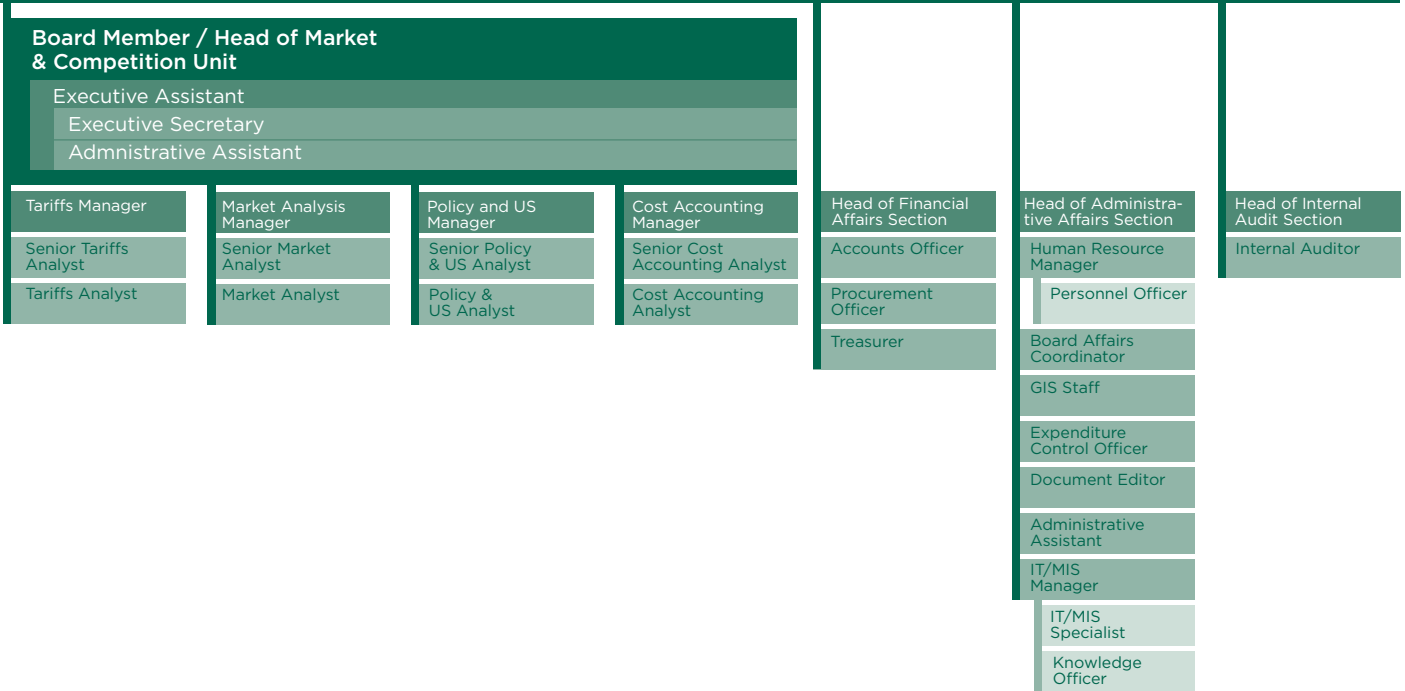 Board Member / Head of Market
& Competition Unit
Executive Assistant
Executive Secretary
Admnistrative Assistant
Tariffs Manager
Senior Tariffs
Analyst
Tariffs Analyst
Market Analysis
Manager
Senior Market
Analyst
Market Analyst
Policy and US
Manager
Senior Policy
& US Analyst
Policy &
US Analyst
Cost Accounting
Manager
Senior Cost
Accounting Analyst
Cost Accounting
Analyst
Head of Financial
Affairs Section
Accounts Officer
Procurement
Officer
Treasurer
Head of Administra-
tive Affairs Section
Human Resource
Manager
Personnel Officer
Board Affairs
Coordinator
GIS Staff
Expenditure
Control Officer
Document Editor
Administrative
Assistant
IT/MIS
Manager
IT/MIS
Specialist
Knowledge
Officer
Head of Internal
Audit Section
Internal Auditor